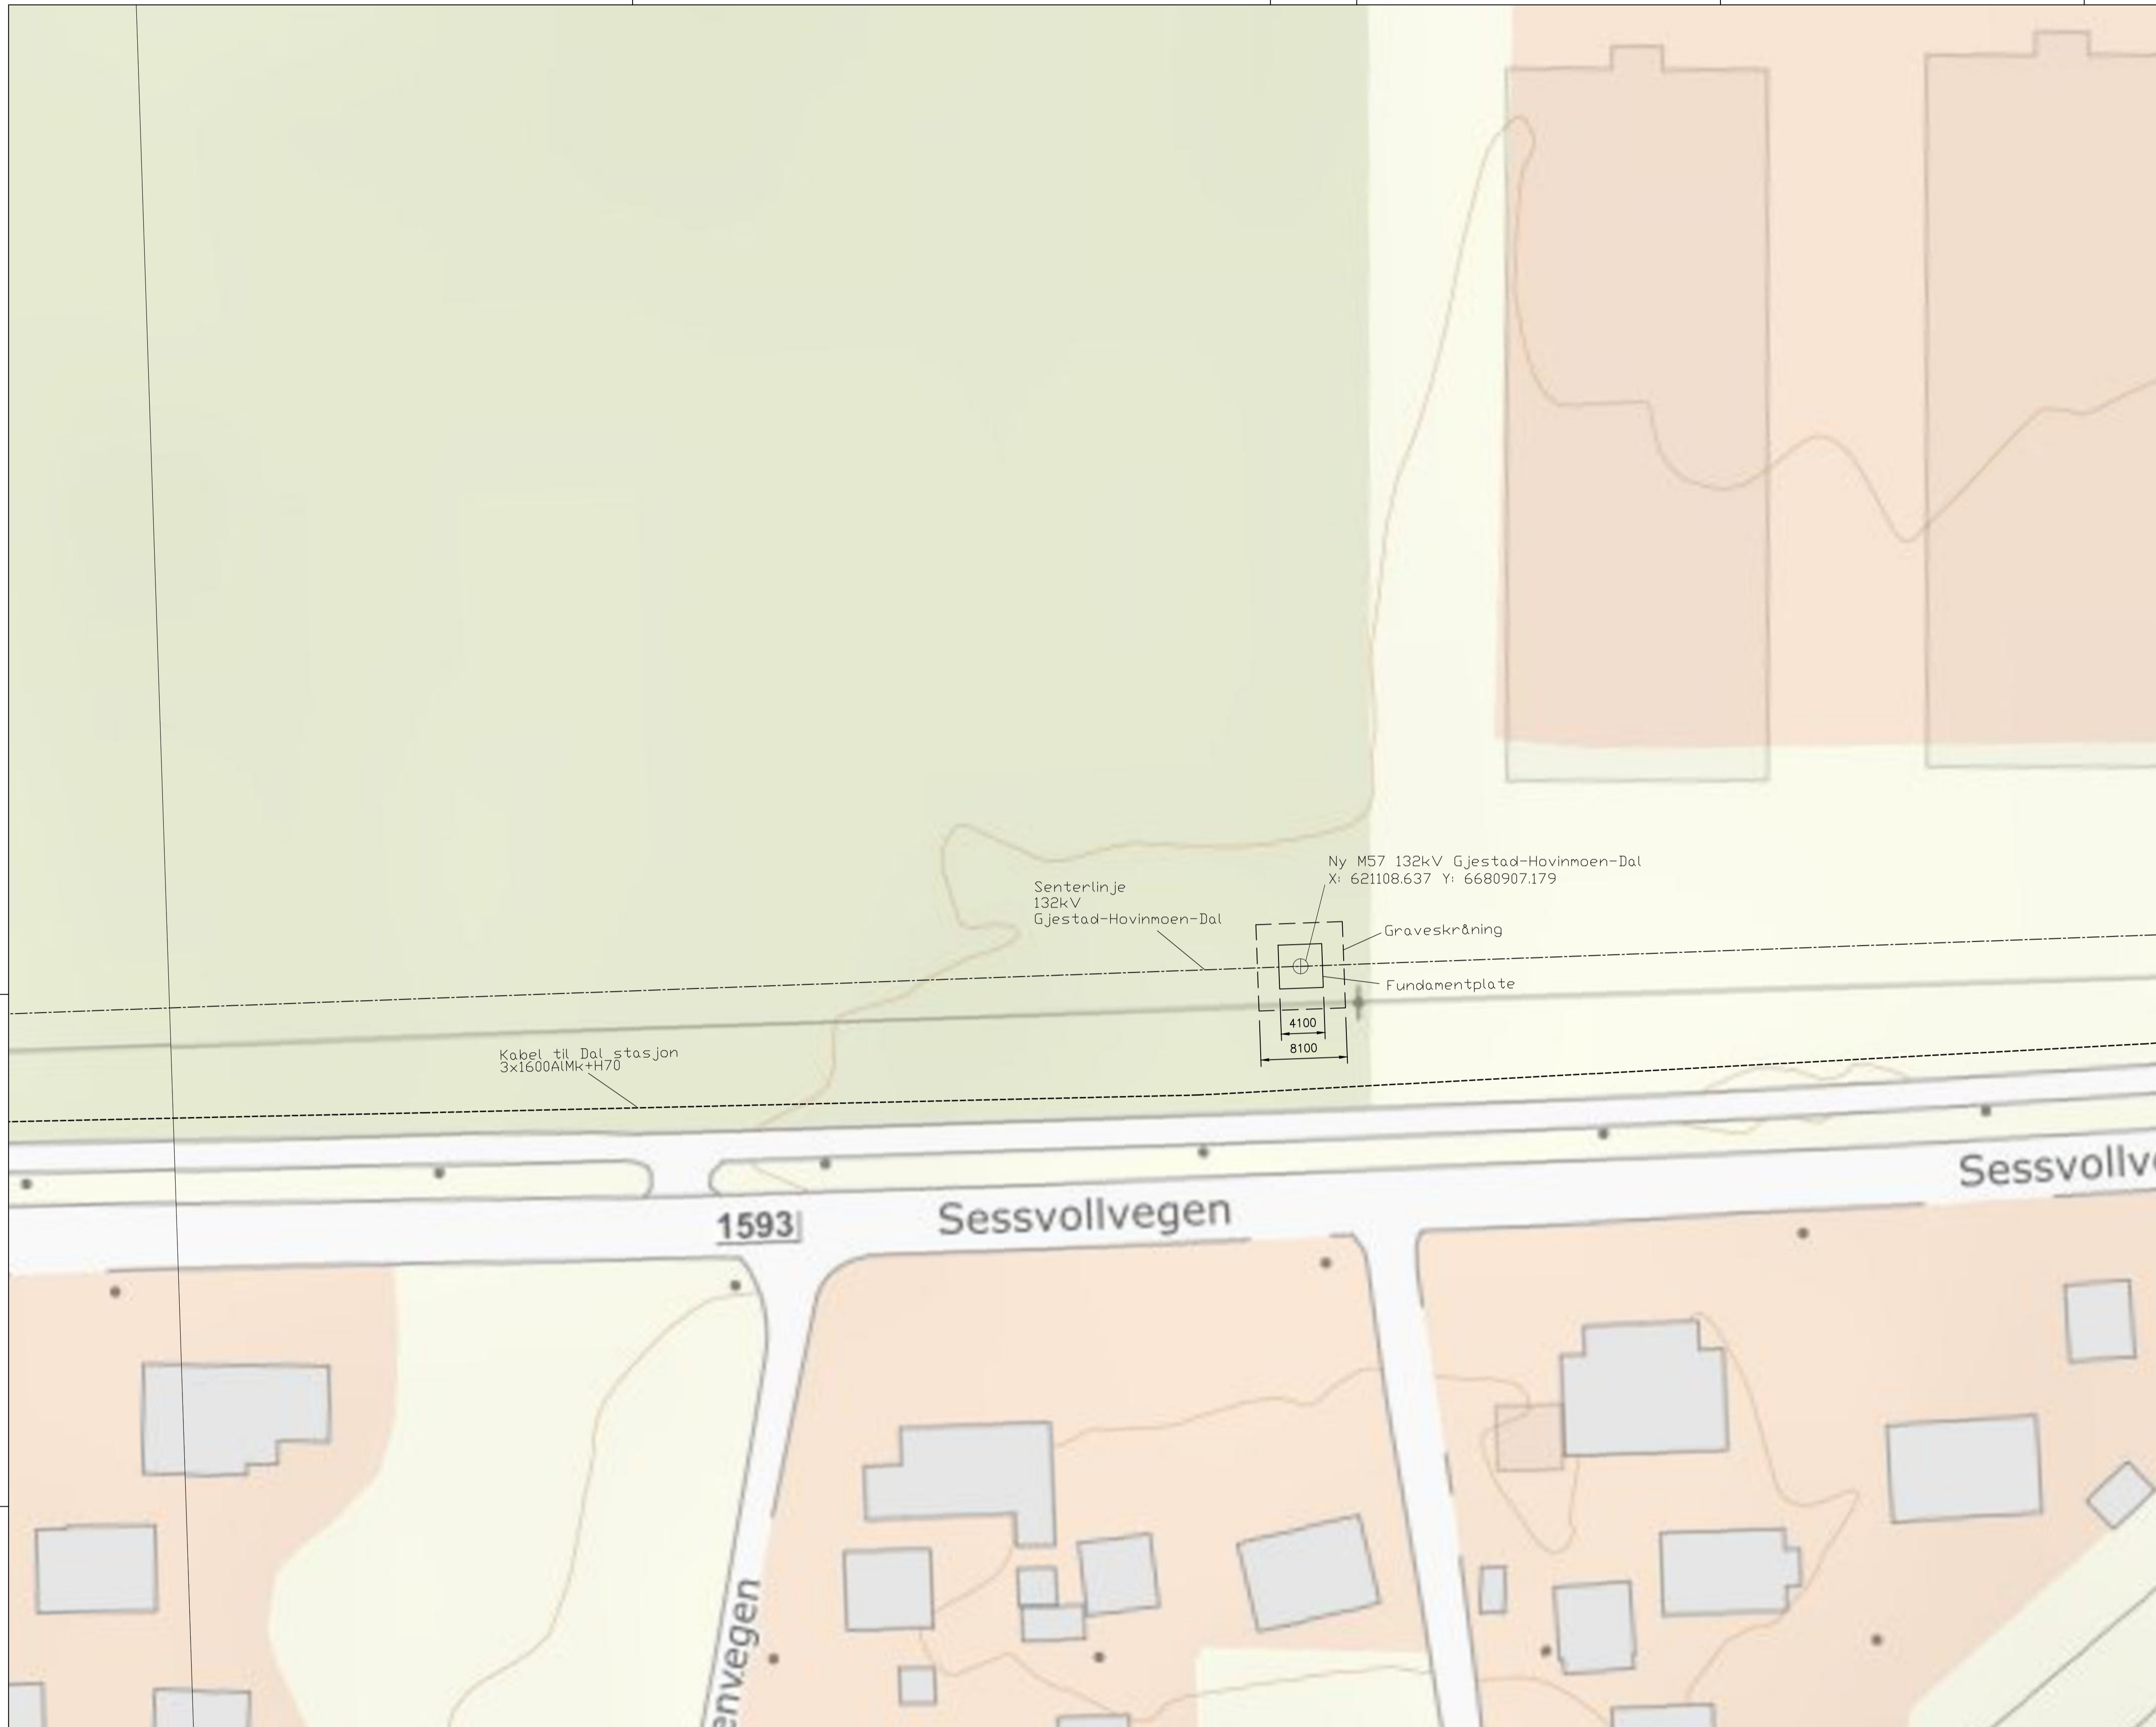 Ny M57 132kV Gjestad-Hovinmoen-Dal
X: 621108.637 Y: 6680907.179
Senterlinje
132kV
Gjestad-Hovinmoen-Dal
Graveskråning
Fundamentplate
4100
8100
Kabel til Dal stasjon
3x1600AlMk+H70
Sessvollv
Sessvollvegen
1593
envegen